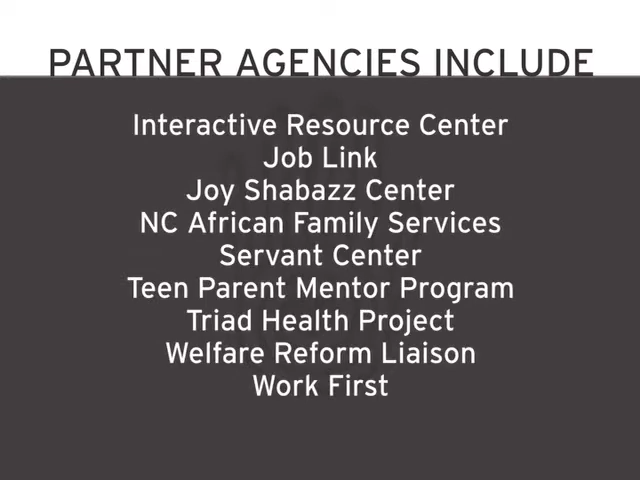 PARTNER AGENCIES INCLUDE
Interactive Resource Center
Job Link
Joy Shabazz Center
NC African Family Services
Servant Center
Teen Parent Mentor Program
Triad Health Project
Welfare Reform Liaison
Work First